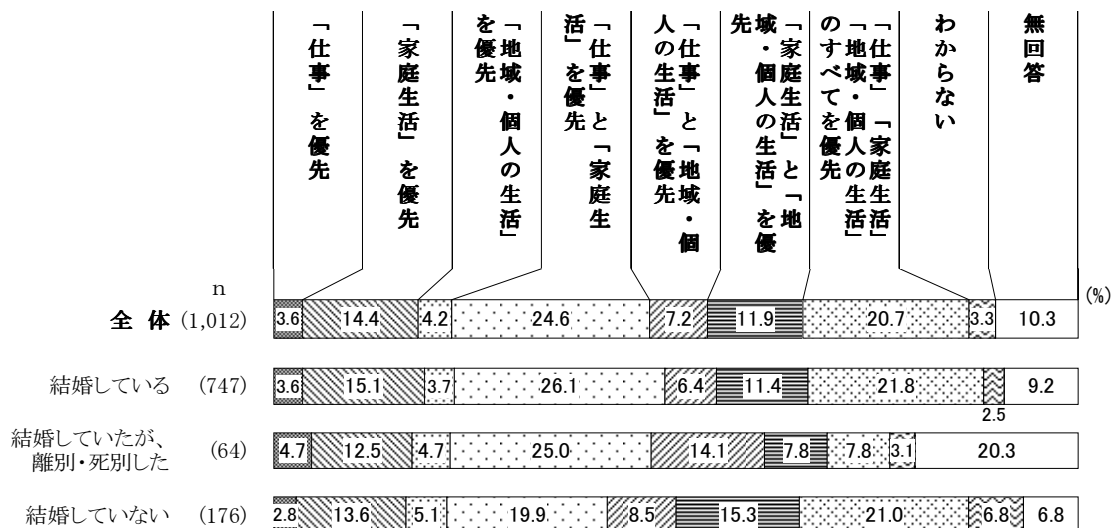 「仕事」を優先
「家庭生活」を優先
「地域・個人の生活」
を優先
「仕事」と「家庭生
活」を優先
「仕事」と「地域・個
人の生活」を優先
「家庭生活」と「地
域・個人の生活」を優
先
「仕事」「家庭生活」
「地域・個人の生活」
のすべてを優先
わからない
無回答
(%)
n
全 体 (1,012) 3.6 14.4 4.2 24.6 7.2 11.9 20.7 3.3 10.3
結婚している (747) 3.6 15.1 3.7 26.1 6.4 11.4 21.8 9.2
2.5
結婚していたが、
離別・死別した (64) 4.7 12.5 4.7 25.0 14.1 7.8 7.8 3.1 20.3
結婚していない (176) 2.8 13.6 5.1 19.9 8.5 15.3 21.0 6.8 6.8